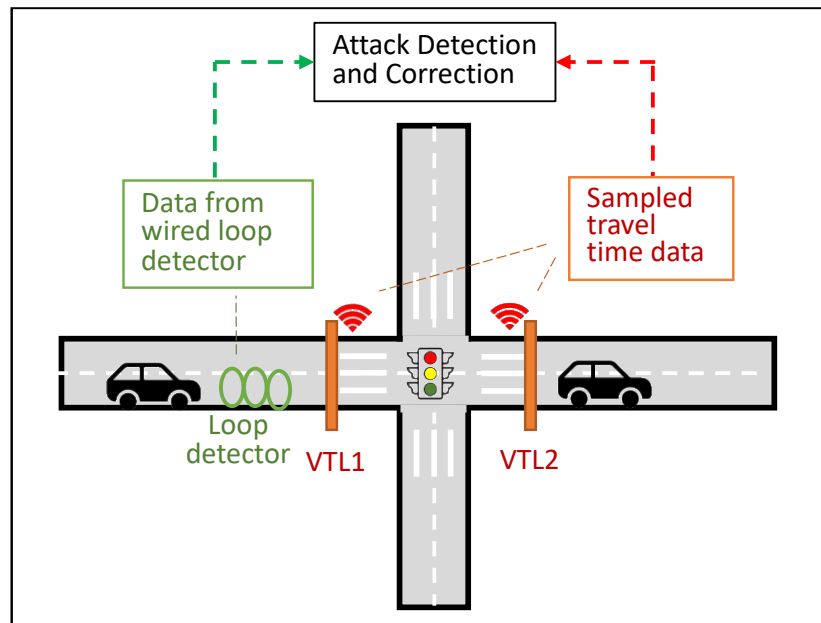 Attack Detection
and Correction
Data from
wired loop
detector
Sampled
travel
time data
Loop
detector
VTL1
VTL2